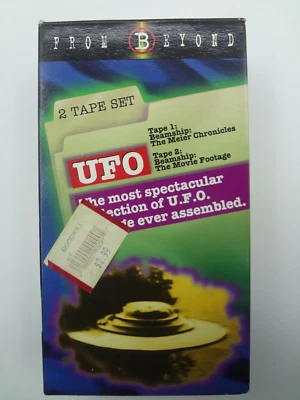 FROM BEYOND
2 TAPE SET
Tape 1:
Beamship:
The Meier Chronicles
Tape 2:
Beamship:
The Movie Footage
UFO
the most spectacular
of U.F.O.
ever assembled.